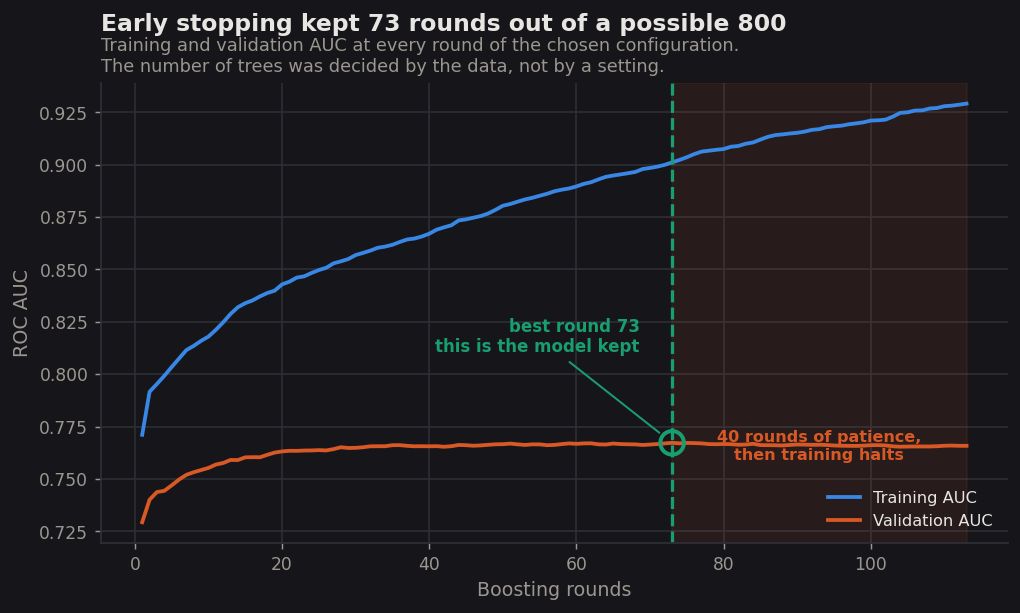 Early stopping kept 73 rounds out of a possible 800
Training and validation AUC at every round of the chosen configuration.
The number of trees was decided by the data, not by a setting.
ROC AUC
0.925
0.900
0.875
0.850
0.825
0.800
0.775
0.750
0.725
best round 73
this is the model kept
40 rounds of patience,
then training halts
Training AUC
Validation AUC
0 20 40 60 80 100
Boosting rounds